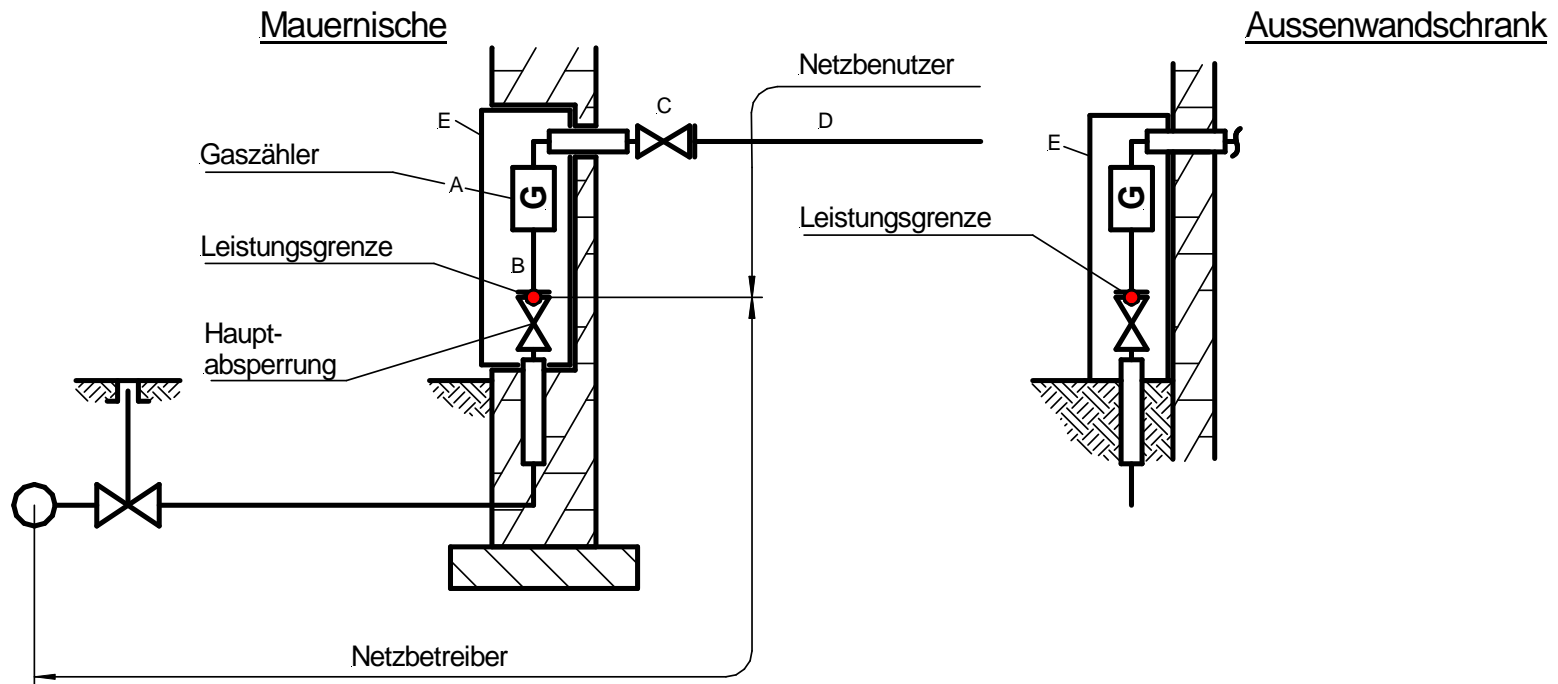 Mauernische
Aussenwandschrank
Netzbenutzer
E
C
D
E
Gaszähler
A
G
G
Leistungsgrenze
Leistungsgrenze
B
Haupt-
absperrung
Netzbetreiber